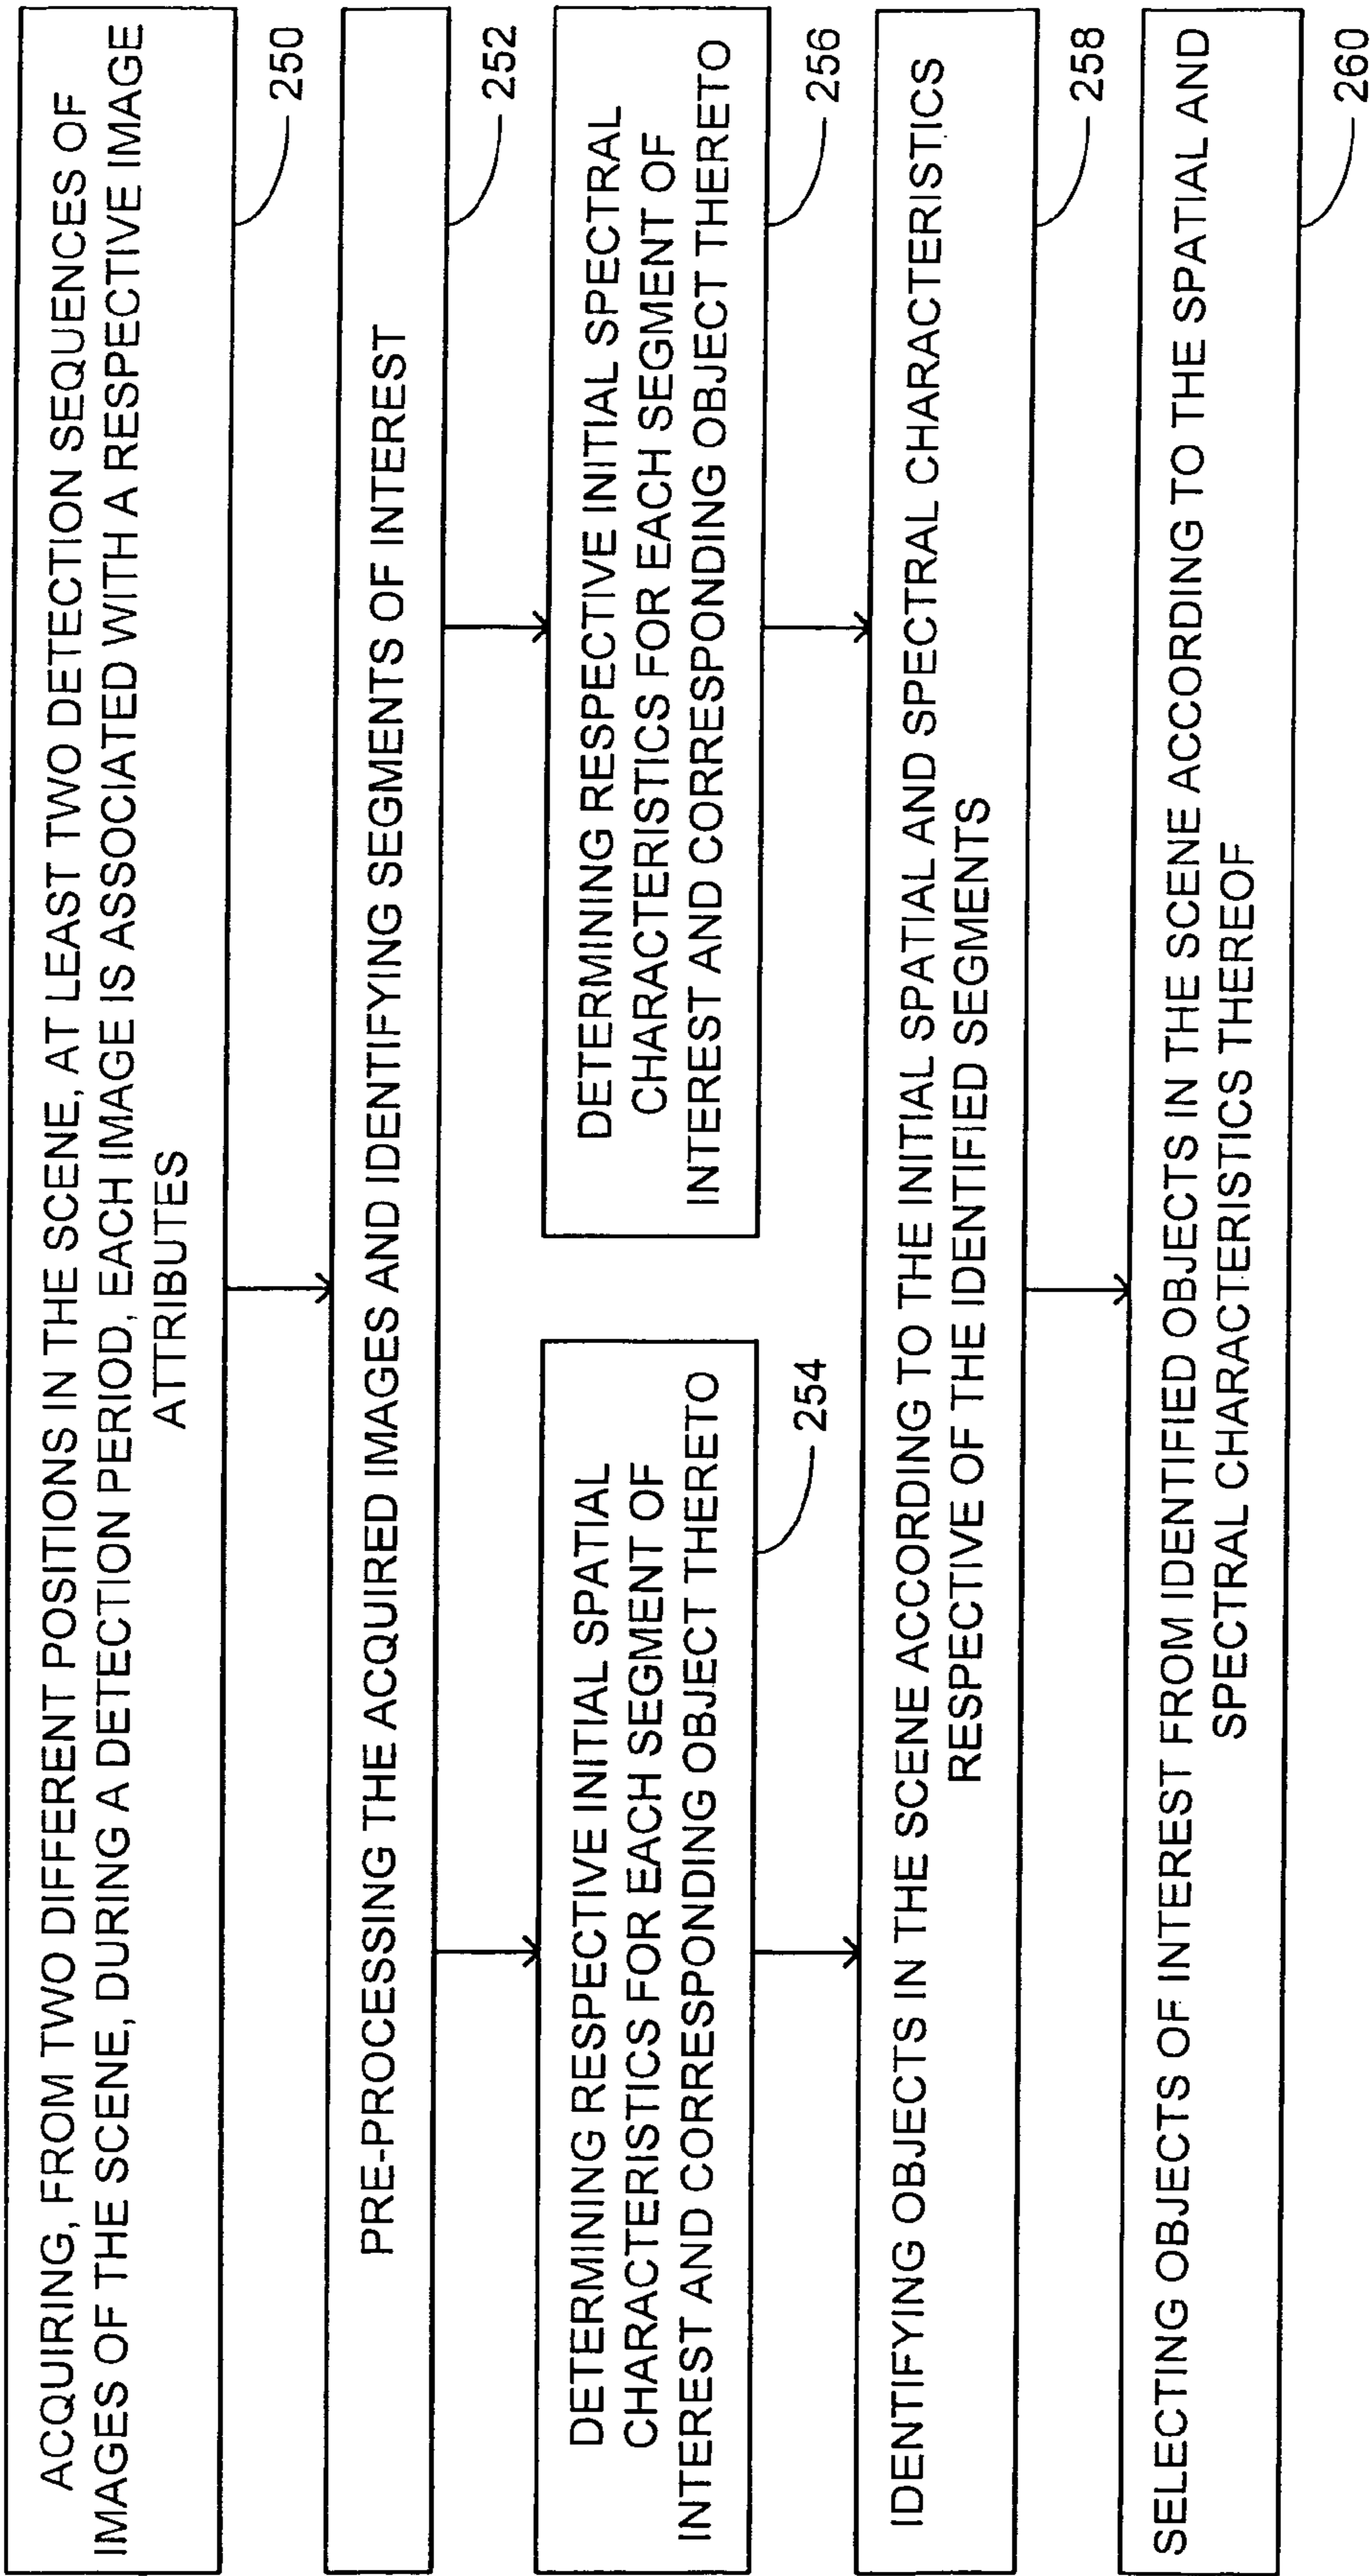 ACQUIRING, FROM TWO DIFFERENT POSITIONS IN THE SCENE, AT LEAST TWO DETECTION SEQUENCES OF
IMAGES OF THE SCENE, DURING A DETECTION PERIOD, EACH IMAGE IS ASSOCIATED WITH A RESPECTIVE IMAGE
ATTRIBUTES
250
PRE-PROCESSING THE ACQUIRED IMAGES AND IDENTIFYING SEGMENTS OF INTEREST
252
DETERMINING RESPECTIVE INITIAL SPATIAL
CHARACTERISTICS FOR EACH SEGMENT OF
INTEREST AND CORRESPONDING OBJECT THERETO
254
DETERMINING RESPECTIVE INITIAL SPECTRAL
CHARACTERISTICS FOR EACH SEGMENT OF
INTEREST AND CORRESPONDING OBJECT THERETO
256
IDENTIFYING OBJECTS IN THE SCENE ACCORDING TO THE INITIAL SPATIAL AND SPECTRAL CHARACTERISTICS
RESPECTIVE OF THE IDENTIFIED SEGMENTS
258
SELECTING OBJECTS OF INTEREST FROM IDENTIFIED OBJECTS IN THE SCENE ACCORDING TO THE SPATIAL AND
SPECTRAL CHARACTERISTICS THEREOF
260